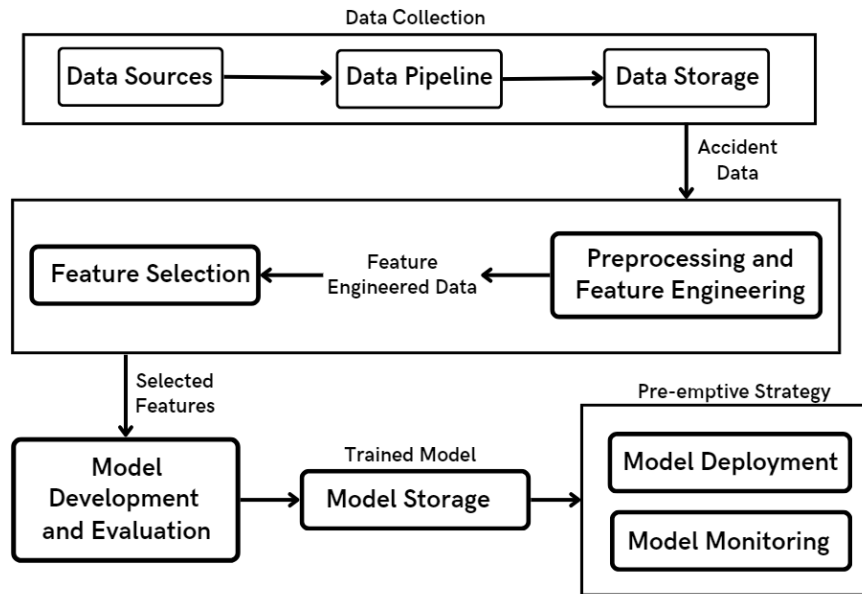 Data Collection
Data Sources
Data Pipeline
Data Storage
Accident
Data
Feature Selection
Feature
Engineered Data
Preprocessing and
Feature Engineering
Selected
Features
Pre-emptive Strategy
Model
Development
and Evaluation
Trained Model
Model Storage
Model Deployment
Model Monitoring